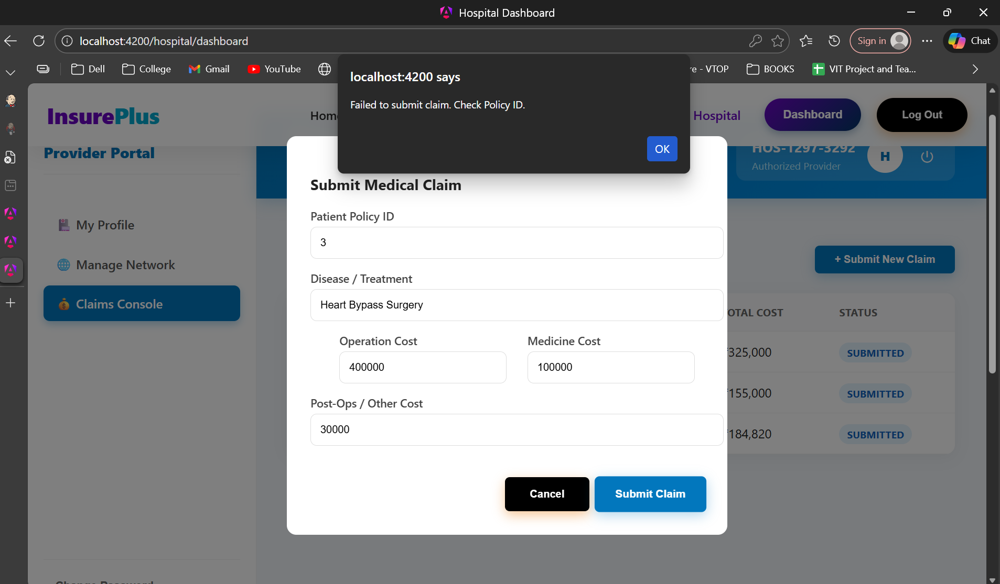 Hospital Dashboard
localhost:4200/hospital/dashboard
Sign in
Chat
Dell
College
Gmail
YouTube
re - VTOP
BOOKS
VIT Project and Tea...
localhost:4200 says
Failed to submit claim. Check Policy ID.
OK
InsurePlus
Hom
Hospital
Dashboard
Log Out
Provider Portal
HOS-1297-3292
Authorized Provider
H
My Profile
Manage Network
Claims Console
Submit Medical Claim
Patient Policy ID
3
Disease / Treatment
Heart Bypass Surgery
Operation Cost
Medicine Cost
400000
100000
Post-Ops / Other Cost
30000
Cancel
Submit Claim
+ Submit New Claim
OTAL COST
STATUS
325,000
SUBMITTED
155,000
SUBMITTED
184,820
SUBMITTED
Change Password